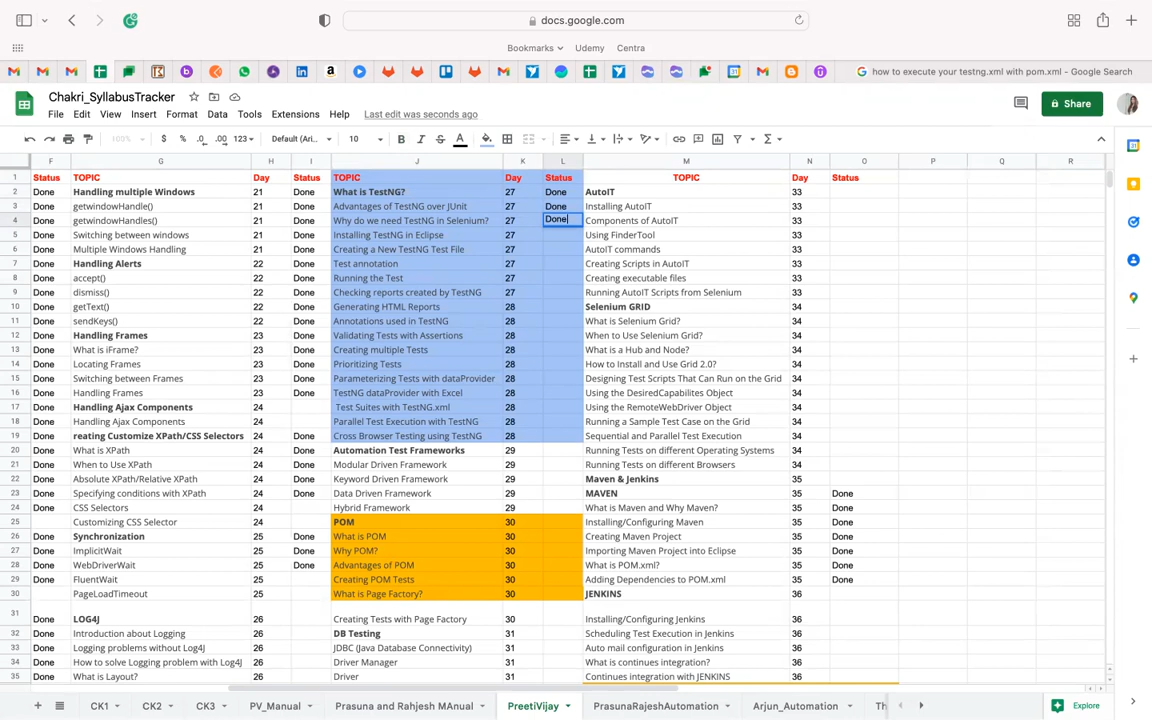 docs.google.com
Bookmarks Udemy Centra
how to execute your testng.xml with pom.xml - Google Search
Chakri_SyllabusTracker
File Edit View Insert Format Data Tools Extensions Help Last edit was seconds ago
Share
100% $ % .0 .00 123 Default (Ari... 10 B I S A
F G H I J K L M N O P Q R
1 Status TOPIC Day Status TOPIC Day Status TOPIC Day Status
2 Done Handling multiple Windows 21 Done What is TestNG? 27 Done AutoIT 33
3 Done getwindowHandle() 21 Done Advantages of TestNG over JUnit 27 Done Installing AutoIT 33
4 Done getwindowHandles() 21 Done Why do we need TestNG in Selenium? 27 Done Components of AutoIT 33
5 Done Switching between windows 21 Done Installing TestNG in Eclipse 27 Using FinderTool 33
6 Done Multiple Windows Handling 21 Done Creating a New TestNG Test File 27 AutoIT commands 33
7 Done Handling Alerts 22 Done Test annotation 27 Creating Scripts in AutoIT 33
8 Done accept() 22 Done Running the Test 27 Creating executable files 33
9 Done dismiss() 22 Done Checking reports created by TestNG 27 Running AutoIT Scripts from Selenium 33
10 Done getText() 22 Done Generating HTML Reports 28 Selenium GRID 34
11 Done sendKeys() 22 Done Annotations used in TestNG 28 What is Selenium Grid? 34
12 Done Handling Frames 23 Done Validating Tests with Assertions 28 When to Use Selenium Grid? 34
13 Done What is iFrame? 23 Done Creating multiple Tests 28 What is a Hub and Node? 34
14 Done Locating Frames 23 Done Prioritizing Tests 28 How to Install and Use Grid 2.0? 34
15 Done Switching between Frames 23 Done Parameterizing Tests with dataProvider 28 Designing Test Scripts That Can Run on the Grid 34
16 Done Handling Frames 23 Done TestNG dataProvider with Excel 28 Using the DesiredCapabilites Object 34
17 Done Handling Ajax Components 24 Test Suites with TestNG.xml 28 Using the RemoteWebDriver Object 34
18 Done Handling Ajax Components 24 Parallel Test Execution with TestNG 28 Running a Sample Test Case on the Grid 34
19 Done reating Customize XPath/CSS Selectors 24 Done Cross Browser Testing using TestNG 28 Sequential and Parallel Test Execution 34
20 Done What is XPath 24 Done Automation Test Frameworks 29 Running Tests on different Operating Systems 34
21 Done When to Use XPath 24 Done Modular Driven Framework 29 Running Tests on different Browsers 34
22 Done Absolute XPath/Relative XPath 24 Done Keyword Driven Framework 29 Maven & Jenkins 35
23 Done Specifying conditions with XPath 24 Done Data Driven Framework 29 MAVEN 35 Done
24 Done CSS Selectors 24 Hybrid Framework 29 What is Maven and Why Maven? 35 Done
25 Customizing CSS Selector 24 POM 30 Installing/Configuring Maven 35 Done
26 Done Synchronization 25 Done What is POM 30 Creating Maven Project 35 Done
27 Done ImplicitWait 25 Done Why POM? 30 Importing Maven Project into Eclipse 35 Done
28 Done WebDriverWait 25 Done Advantages of POM 30 What is POM.xml? 35 Done
29 Done FluentWait 25 Creating POM Tests 30 Adding Dependencies to POM.xml 35 Done
30 PageLoadTimeout 25 What is Page Factory? 30 JENKINS 36
31 Done LOG4J 26 Creating Tests with Page Factory 30 Installing/Configuring Jenkins 36
32 Done Introduction about Logging 26 DB Testing 31 Scheduling Test Execution in Jenkins 36
33 Done Logging problems without Log4J 26 JDBC (Java Database Connectivity) 31 Auto mail configuration in Jenkins 36
34 Done How to solve Logging problem with Log4J 26 Driver Manager 31 What is continues integration? 36
35 Done What is Layout? 26 Driver 31 Continues integration with JENKINS 36
CK1 CK2 CK3 PV_Manual Prasuna and Rahjesh MAnual PreetiVijay PrasunaRajeshAutomation Arjun_Automation Explore